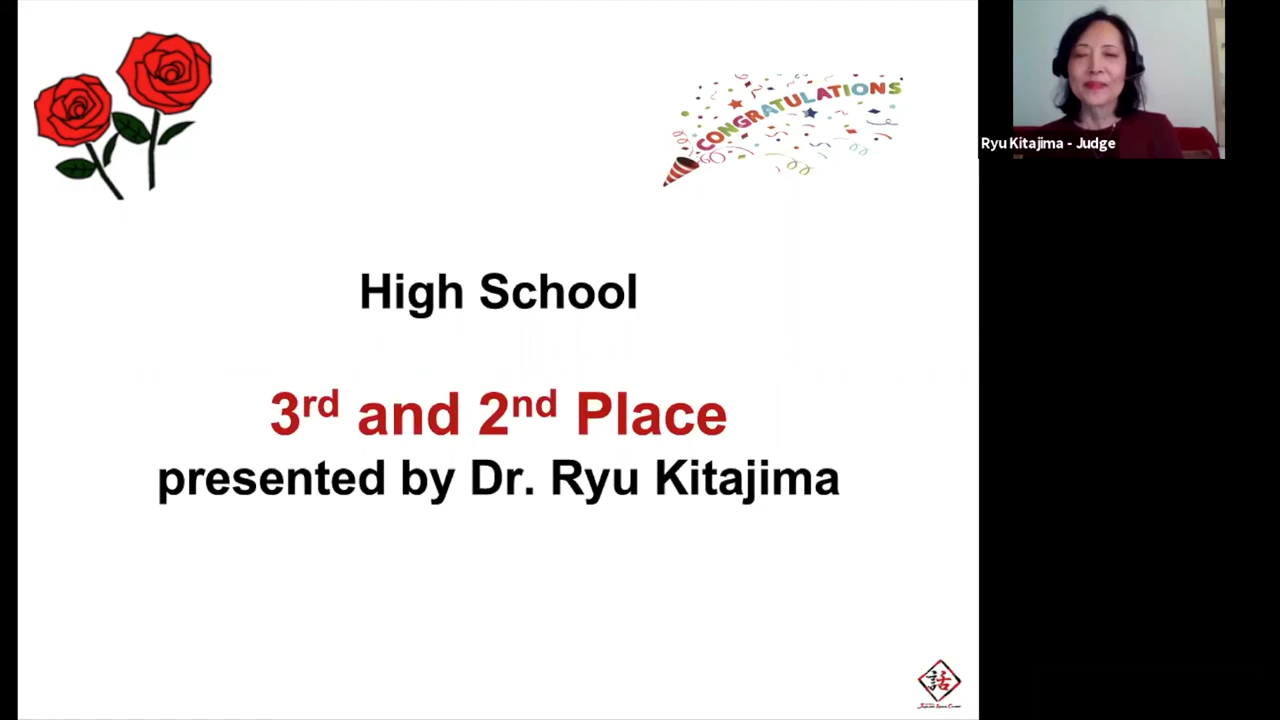 CONGRATULATIONS
Ryu Kitajima - Judge
High School
3rd and 2nd Place
presented by Dr. Ryu Kitajima
話